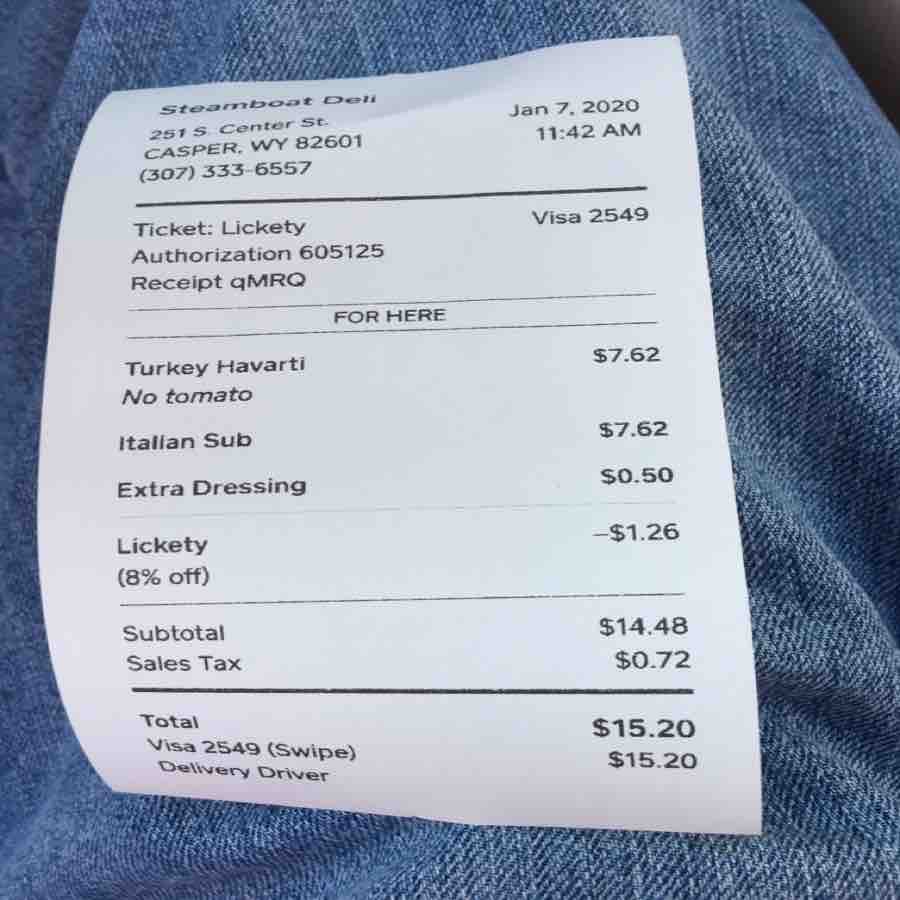 Steamboat Deli
251 S. Center St.
CASPER, WY 82601
(307) 333-6557
Jan 7, 2020
11:42 AM
Ticket: Lickety
Visa 2549
Authorization 605125
Receipt qMRQ
FOR HERE
Turkey Havarti $7.62
No tomato
Italian Sub $7.62
Extra Dressing $0.50
Lickety –$1.26
(8% off)
Subtotal $14.48
Sales Tax $0.72
Total $15.20
Visa 2549 (Swipe) $15.20
Delivery Driver